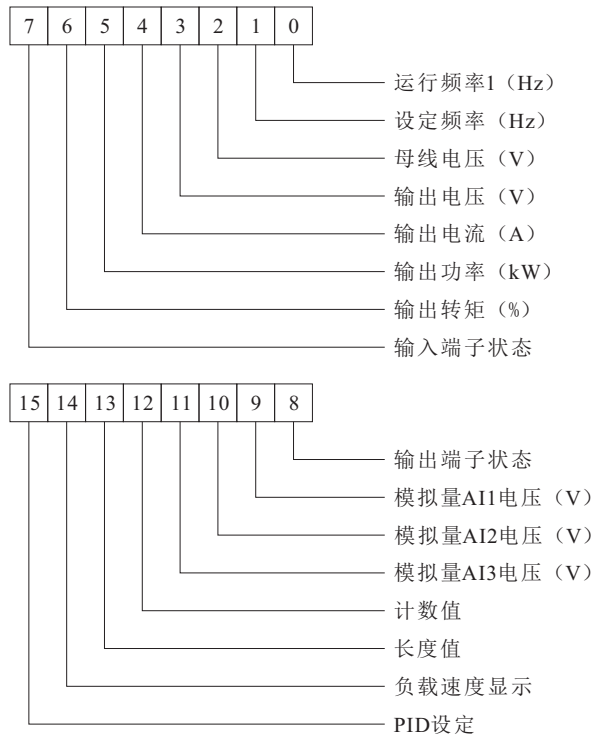 7 6 5 4 3 2 1 0
运行频率1（Hz）
设定频率（Hz）
母线电压（V）
输出电压（V）
输出电流（A）
输出功率（kW）
输出转矩（%）
输入端子状态
15 14 13 12 11 10 9 8
输出端子状态
模拟量AI1电压（V）
模拟量AI2电压（V）
模拟量AI3电压（V）
计数值
长度值
负载速度显示
PID设定